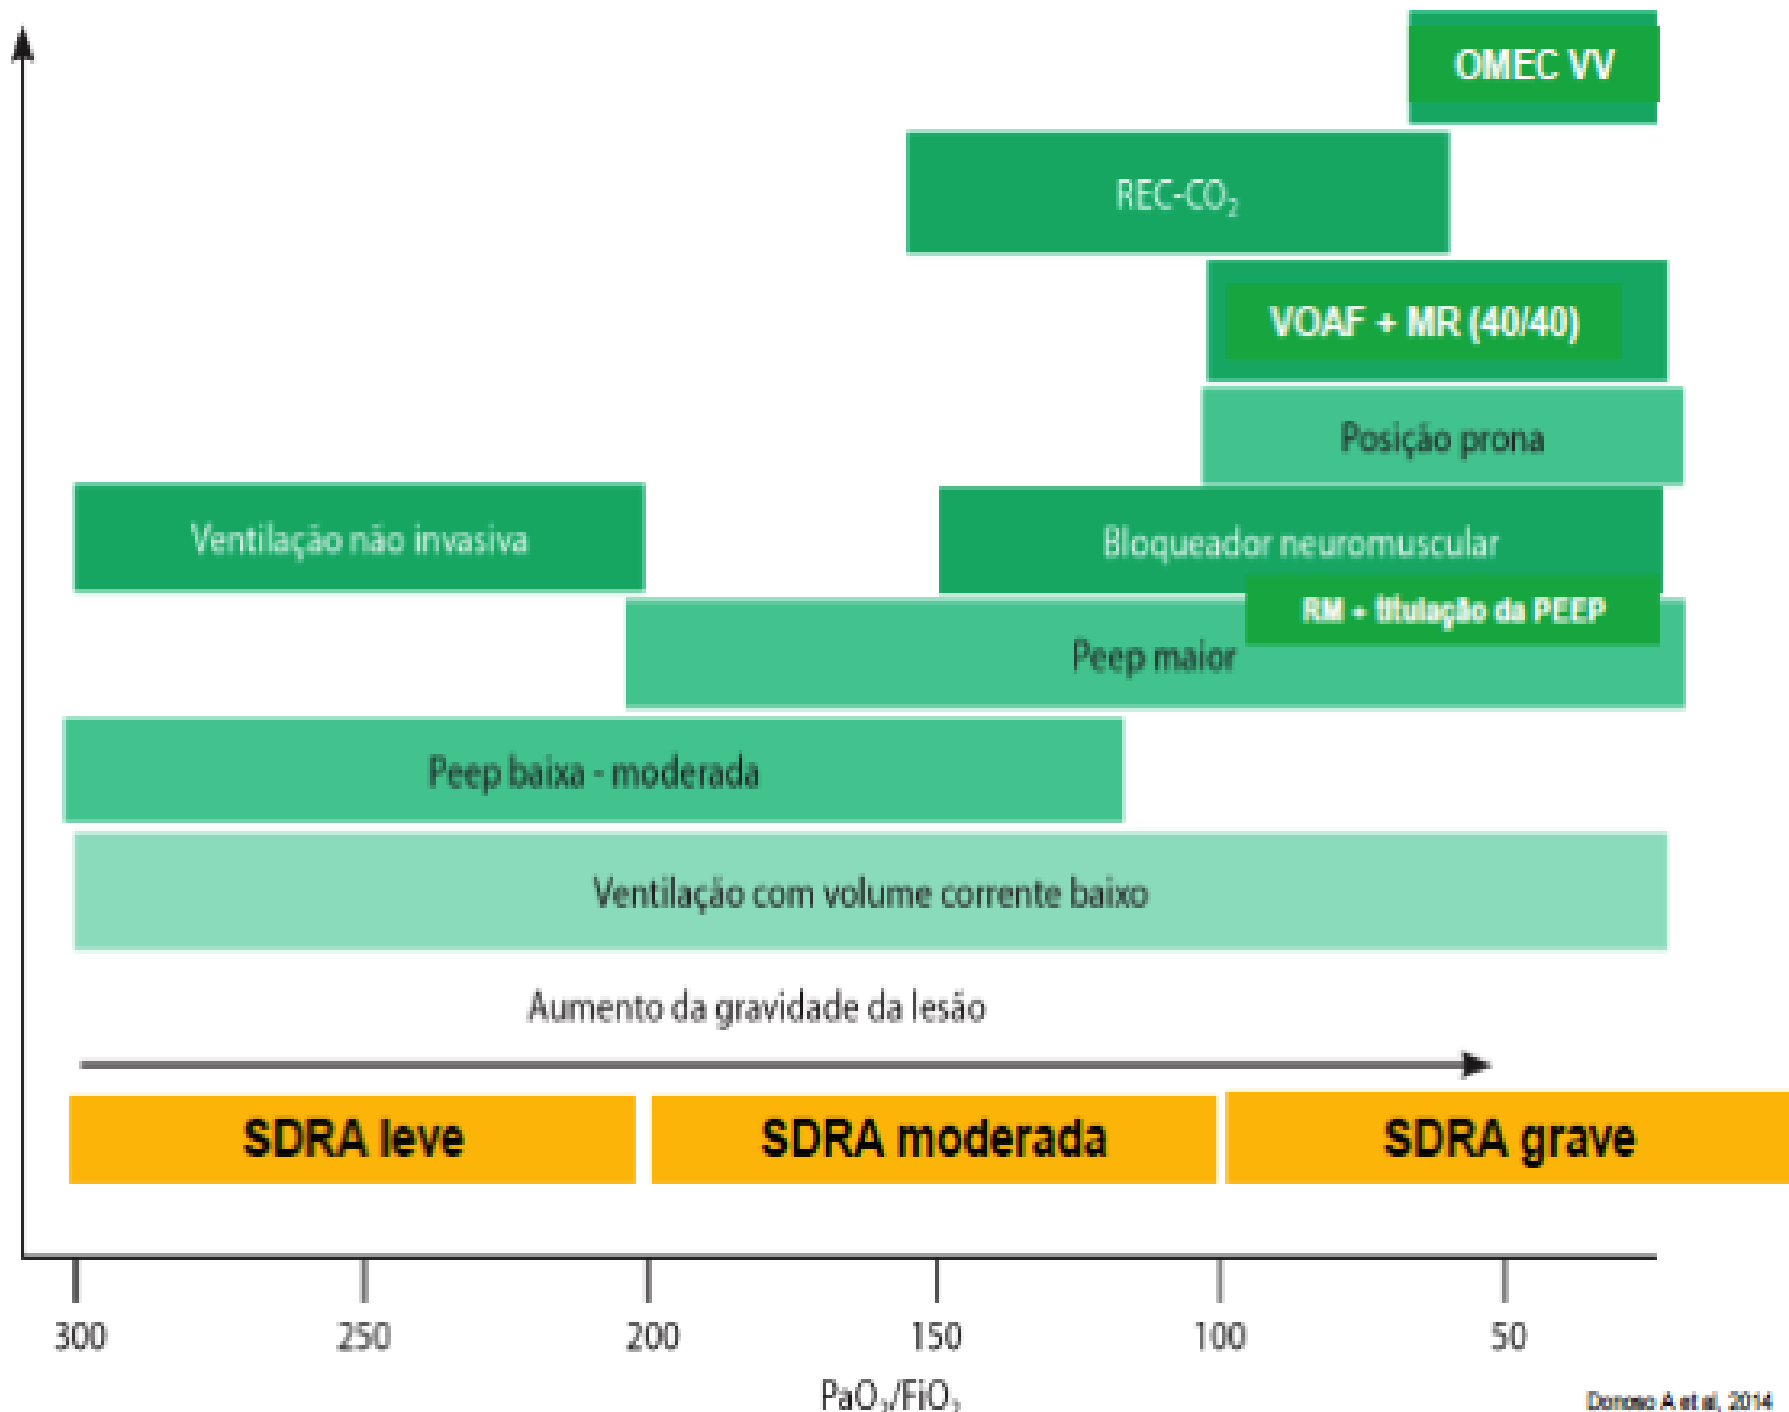 OMEC VV
REC-CO₂
VOAF + MR (40/40)
Posição prona
Ventilação não invasiva
Bloqueador neuromuscular
RM - titulação da PEEP
Peep maior
Peep baixa - moderada
Ventilação com volume corrente baixo
Aumento da gravidade da lesão
SDRA leve
SDRA moderada
SDRA grave
300
250
200
150
100
50
PaO₂/FiO₂
Donoso A et al, 2014